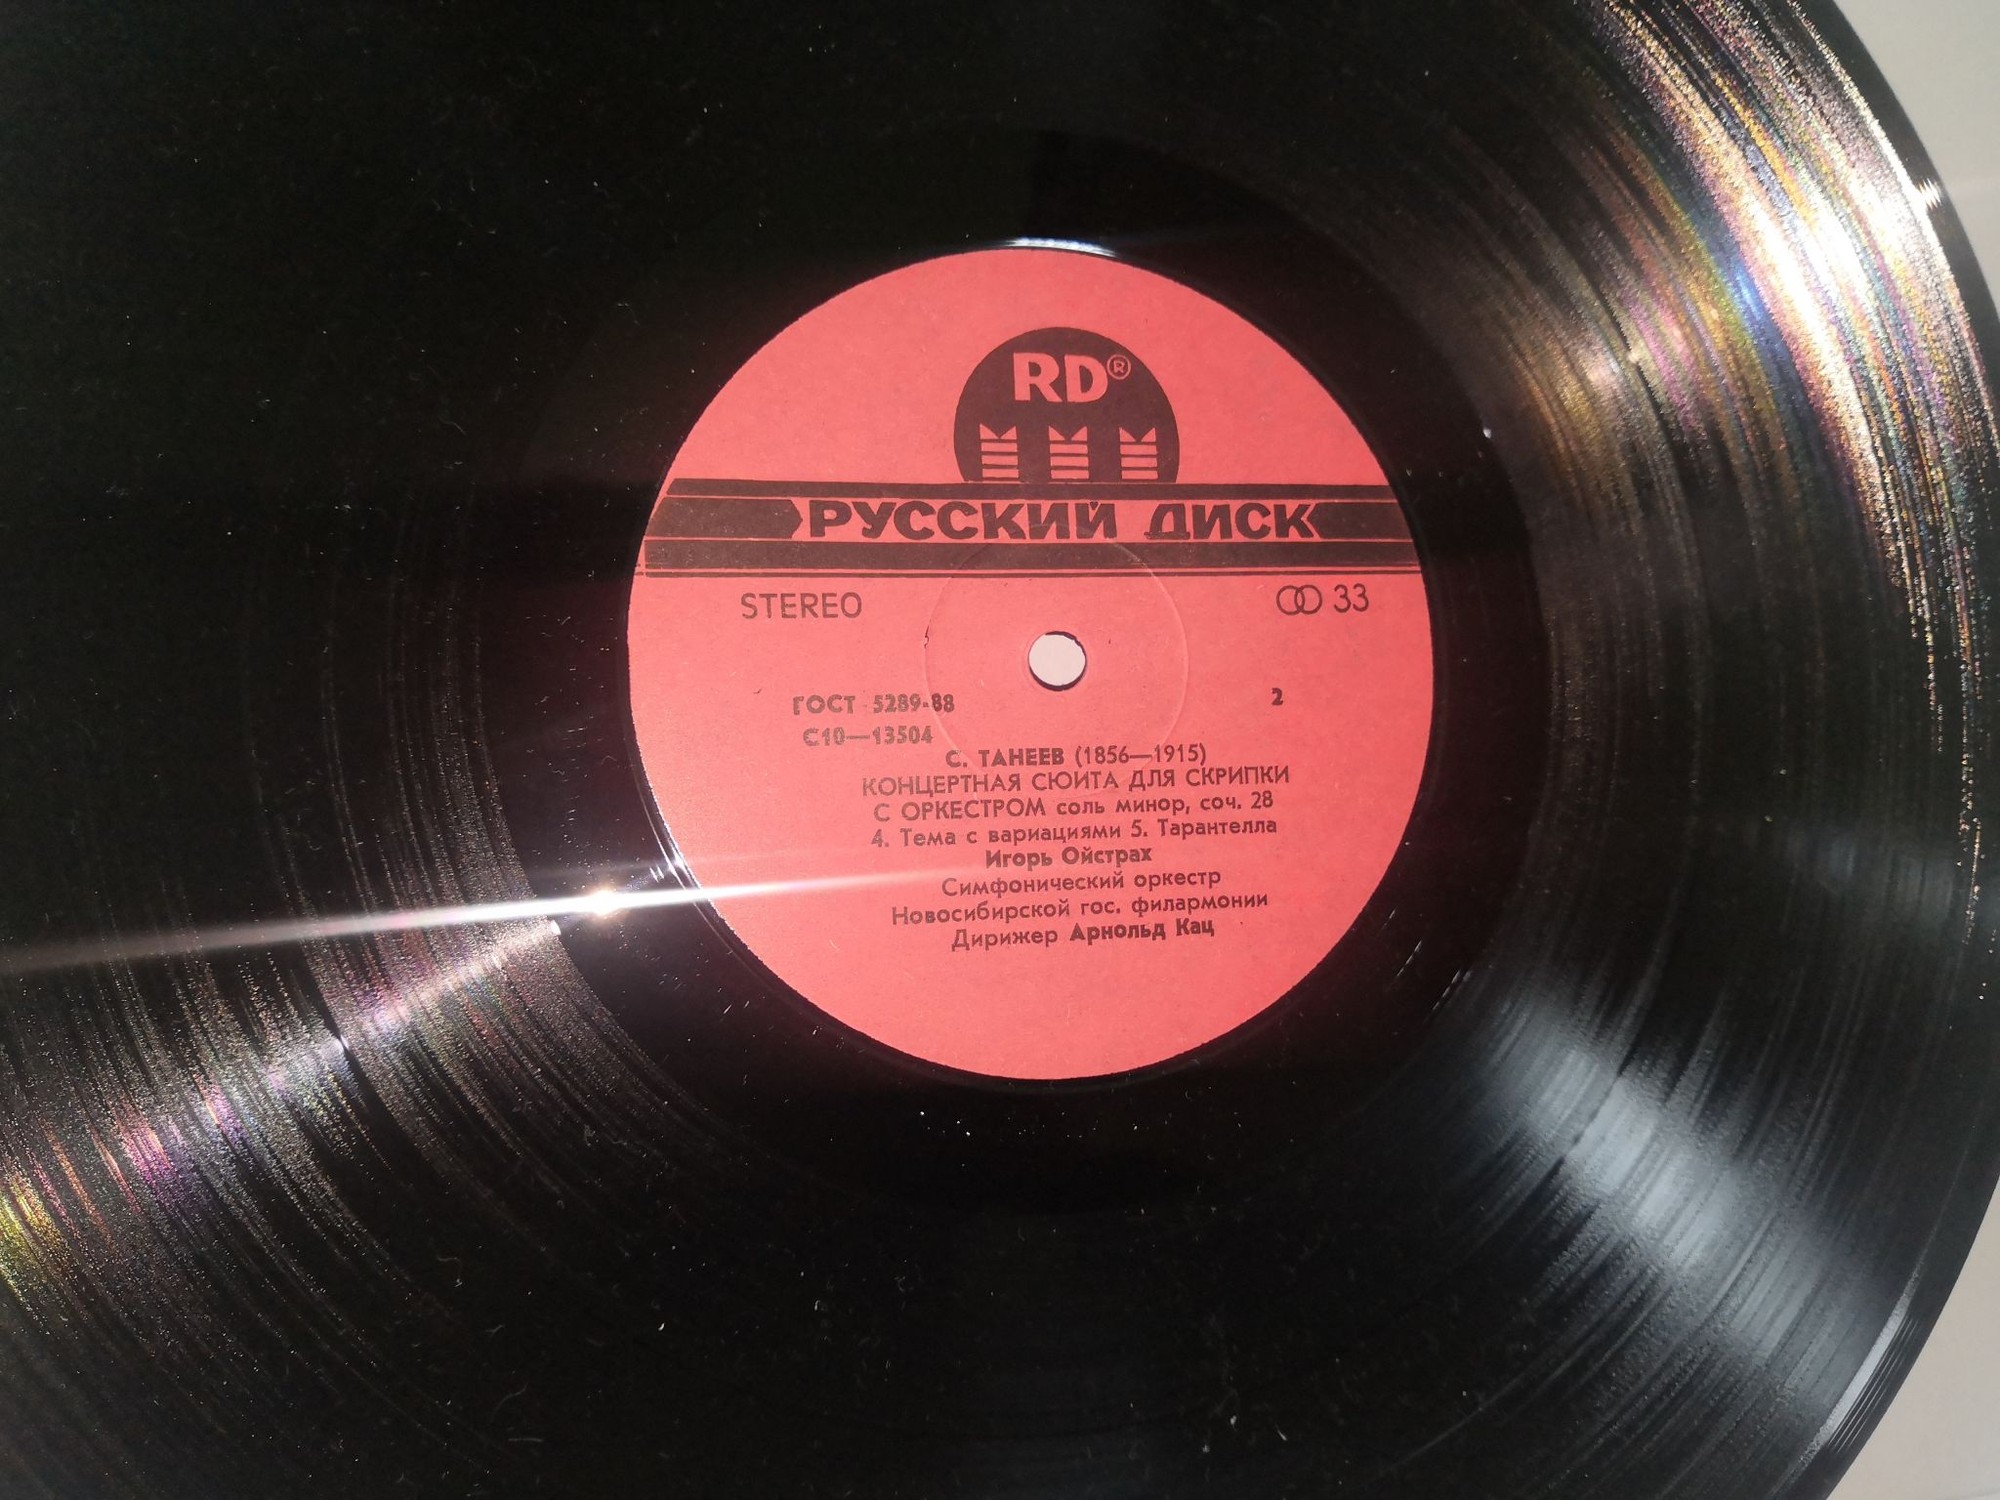 RD®
РУССКИЙ ДИСК
STEREO 33
ГОСТ 5289-88 2
С10—13504
С. ТАНЕЕВ (1856—1915)
КОНЦЕРТНАЯ СЮИТА ДЛЯ СКРИПКИ
С ОРКЕСТРОМ соль минор, соч. 28
4. Тема с вариациями 5. Тарантелла
Игорь Ойстрах
Симфонический оркестр
Новосибирской гос. филармонии
Дирижер Арнольд Кац